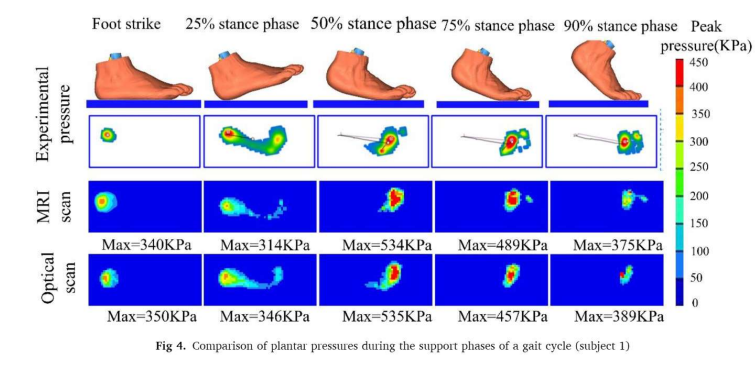 Foot strike 25% stance phase 50% stance phase 75% stance phase 90% stance phase Peak
pressure(KPa)
Experimental
pressure
450
400
350
300
250
200
150
100
50
0
MRI
scan
Max=340KPa Max=314KPa Max=534KPa Max=489KPa Max=375KPa
Optical
scan
Max=350KPa Max=346KPa Max=535KPa Max=457KPa Max=389KPa
Fig 4. Comparison of plantar pressures during the support phases of a gait cycle (subject 1)